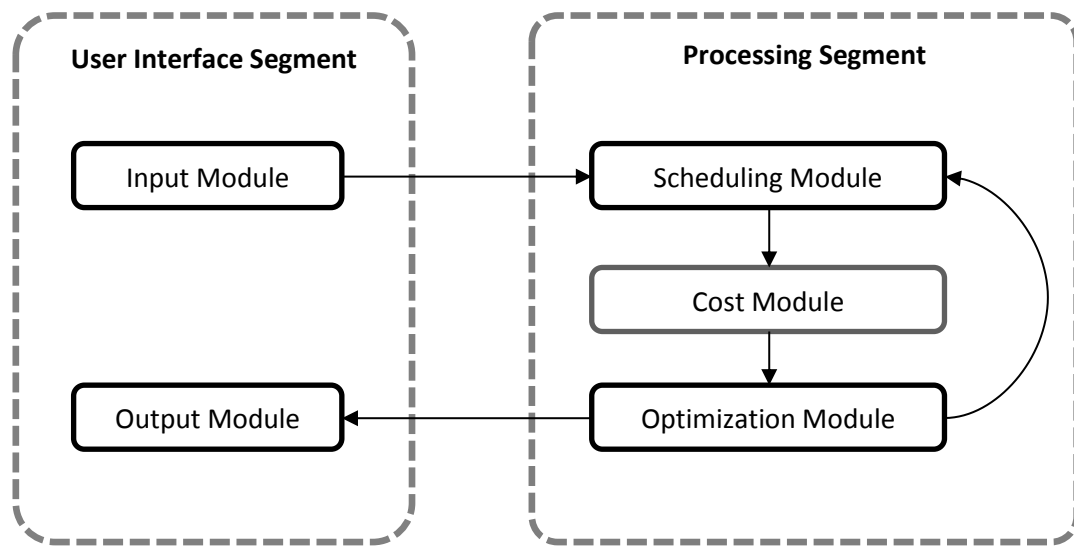 User Interface Segment
Processing Segment
Input Module
Scheduling Module
Cost Module
Output Module
Optimization Module